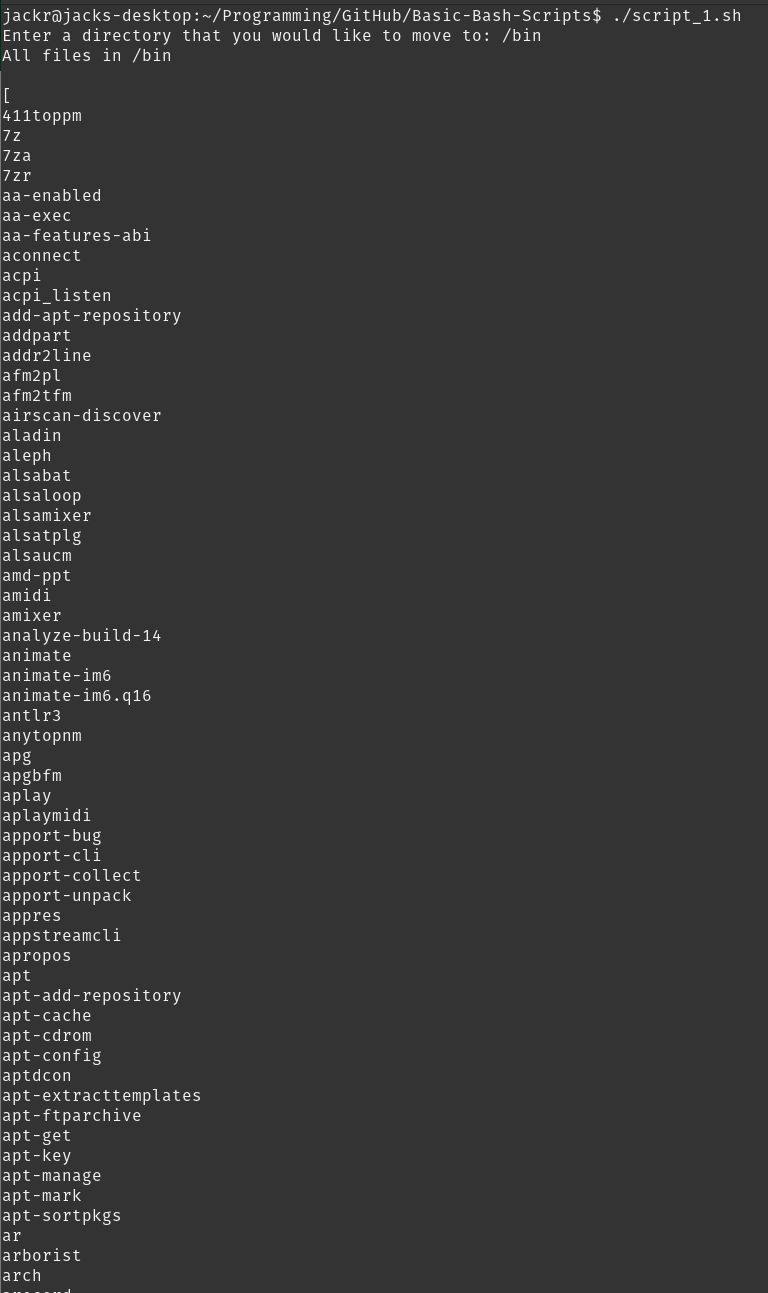 jackr@jacks-desktop:~/Programming/GitHub/Basic-Bash-Scripts$ ./script_1.sh
Enter a directory that you would like to move to: /bin
All files in /bin

[
411toppm
7z
7za
7zr
aa-enabled
aa-exec
aa-features-abi
aconnect
acpi
acpi_listen
add-apt-repository
addpart
addr2line
afm2pl
afm2tfm
airscan-discover
aladin
aleph
alsabat
alsaloop
alsamixer
alsatplg
alsaucm
amd-ppt
amidi
amixer
analyze-build-14
animate
animate-im6
animate-im6.q16
antlr3
anytopnm
apg
apgbfm
aplay
aplaymidi
apport-bug
apport-cli
apport-collect
apport-unpack
appres
appstreamcli
apropos
apt
apt-add-repository
apt-cache
apt-cdrom
apt-config
aptdcon
apt-extracttemplates
apt-ftparchive
apt-get
apt-key
apt-manage
apt-mark
apt-sortpkgs
ar
arborist
arch